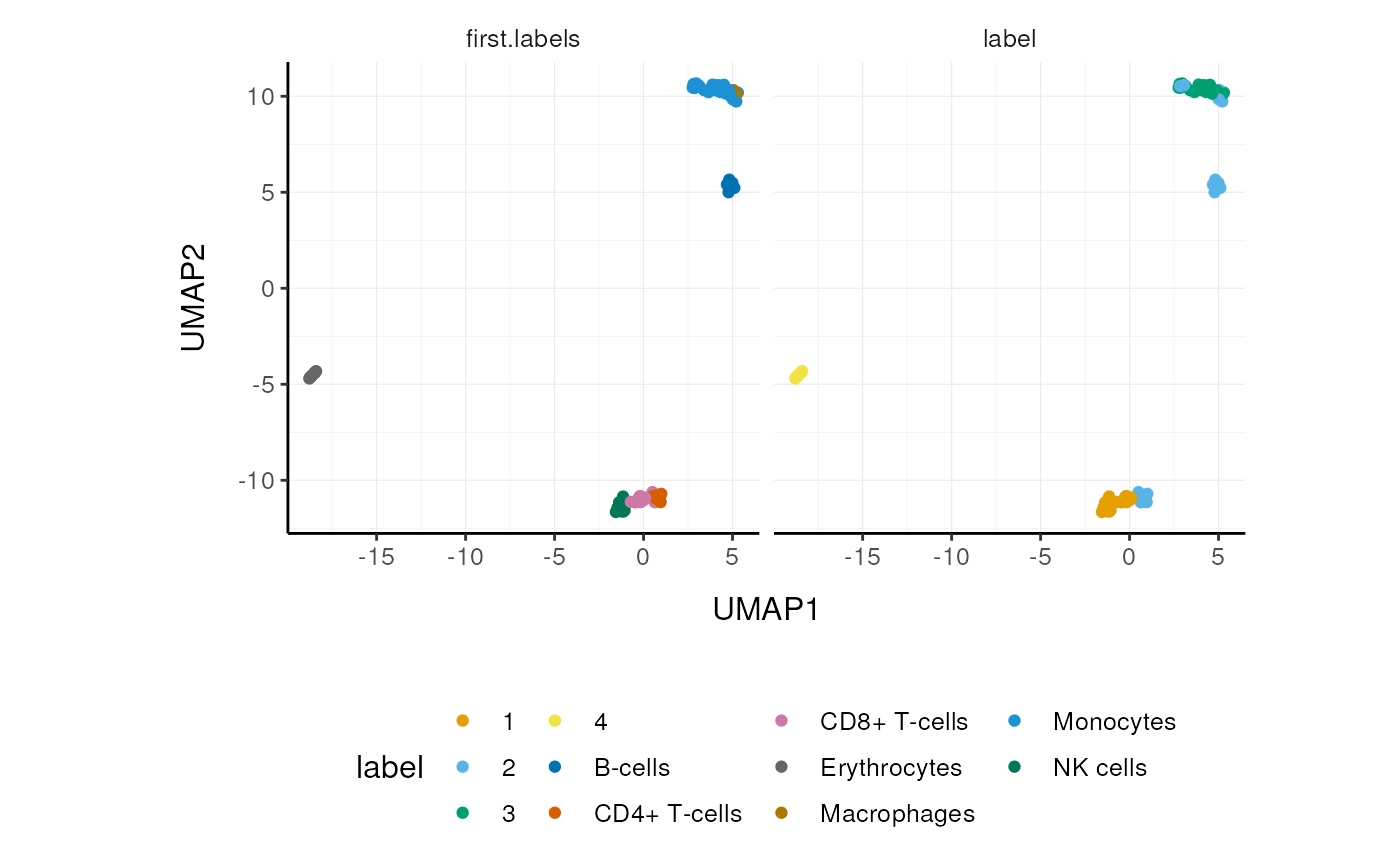 first.labels label
10
5
0
-5
-10
UMAP2
-15 -10 -5 0 5 -15 -10 -5 0 5
UMAP1
label
1 4 CD8+ T-cells Monocytes
2 B-cells Erythrocytes NK cells
3 CD4+ T-cells Macrophages